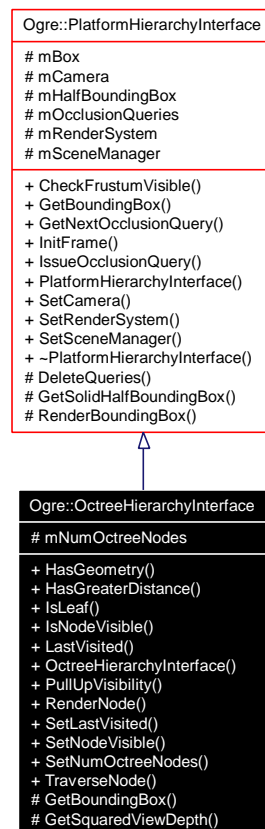 Ogre::PlatformHierarchyInterface
# mBox
# mCamera
# mHalfBoundingBox
# mOcclusionQueries
# mRenderSystem
# mSceneManager
+ CheckFrustumVisible()
+ GetBoundingBox()
+ GetNextOcclusionQuery()
+ InitFrame()
+ IssueOcclusionQuery()
+ PlatformHierarchyInterface()
+ SetCamera()
+ SetRenderSystem()
+ SetSceneManager()
+ ~PlatformHierarchyInterface()
# DeleteQueries()
# GetSolidHalfBoundingBox()
# RenderBoundingBox()
Ogre::OctreeHierarchyInterface
# mNumOctreeNodes
+ HasGeometry()
+ HasGreaterDistance()
+ IsLeaf()
+ IsNodeVisible()
+ LastVisited()
+ OctreeHierarchyInterface()
+ PullUpVisibility()
+ RenderNode()
+ SetLastVisited()
+ SetNodeVisible()
+ SetNumOctreeNodes()
+ TraverseNode()
# GetBoundingBox()
# GetSquaredViewDepth()